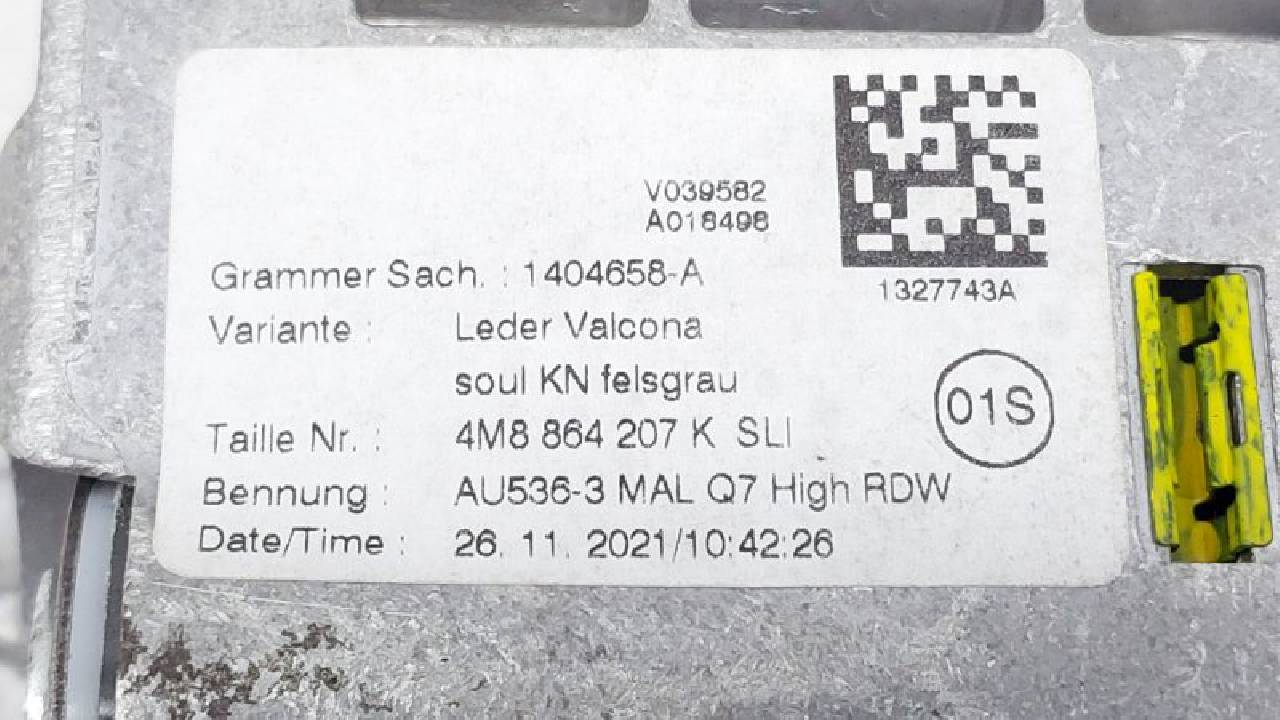 V039582
A018498
1327743A
Grammer Sach. : 1404658-A
Variante : Leder Valcona
soul KN felsgrau
01S
Taille Nr. : 4M8 864 207 K SLI
Bennung : AU536-3 MAL Q7 High RDW
Date/Time : 26. 11. 2021/10:42:26